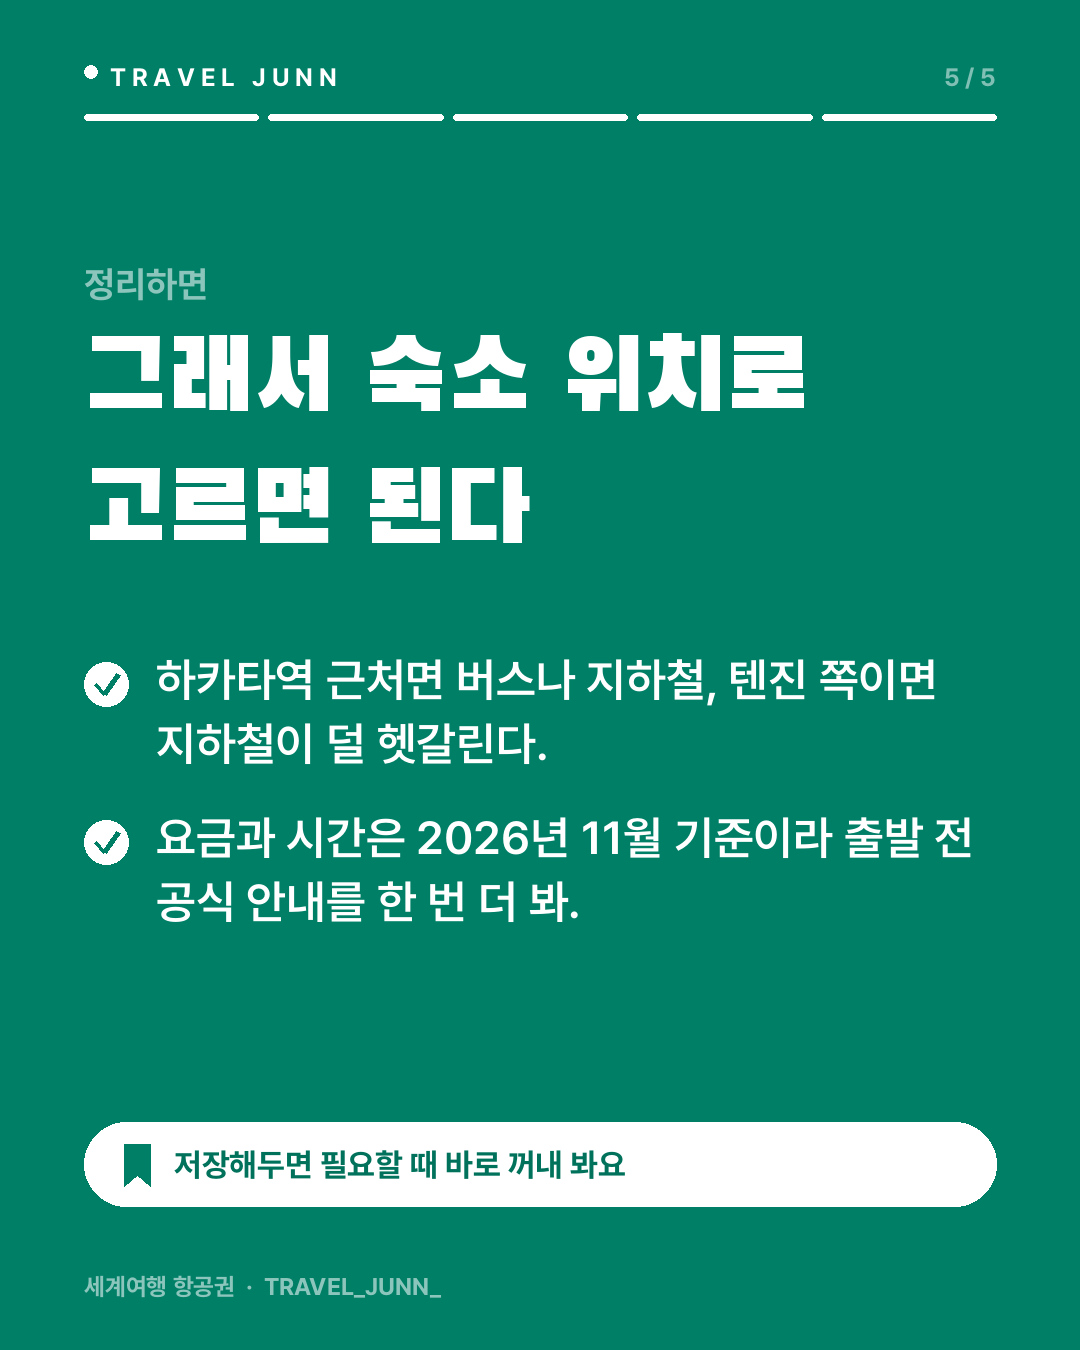 TRAVEL JUNN
5 / 5
정리하면
그래서 숙소 위치로
고르면 된다
하카타역 근처면 버스나 지하철, 텐진 쪽이면
지하철이 덜 헷갈린다.
요금과 시간은 2026년 11월 기준이라 출발 전
공식 안내를 한 번 더 봐.
저장해두면 필요할 때 바로 꺼내 봐요
세계여행 항공권 · TRAVEL_JUNN_